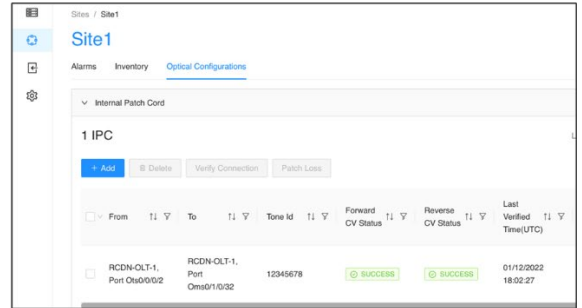 Sites / Site1
Site1
Alarms Inventory Optical Configurations
Internal Patch Cord
1 IPC
+ Add Delete Verify Connection Patch Loss
From To Tone Id Forward CV Status Reverse CV Status Last Verified Time(UTC)
RCDN-OLT-1, Port Ots0/0/0/2 RCDN-OLT-1, Port Oms0/1/0/32 12345678 SUCCESS SUCCESS 01/12/2022 18:02:27